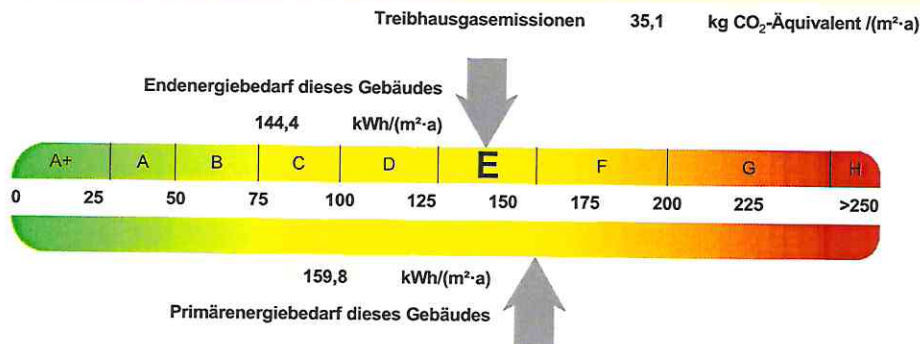 Treibhausgasemissionen 35,1 kg CO₂-Äquivalent /(m²·a)
Endenergiebedarf dieses Gebäudes
144,4 kWh/(m²·a)
A+ A B C D E F G H
0 25 50 75 100 125 150 175 200 225 >250
159,8 kWh/(m²·a)
Primärenergiebedarf dieses Gebäudes